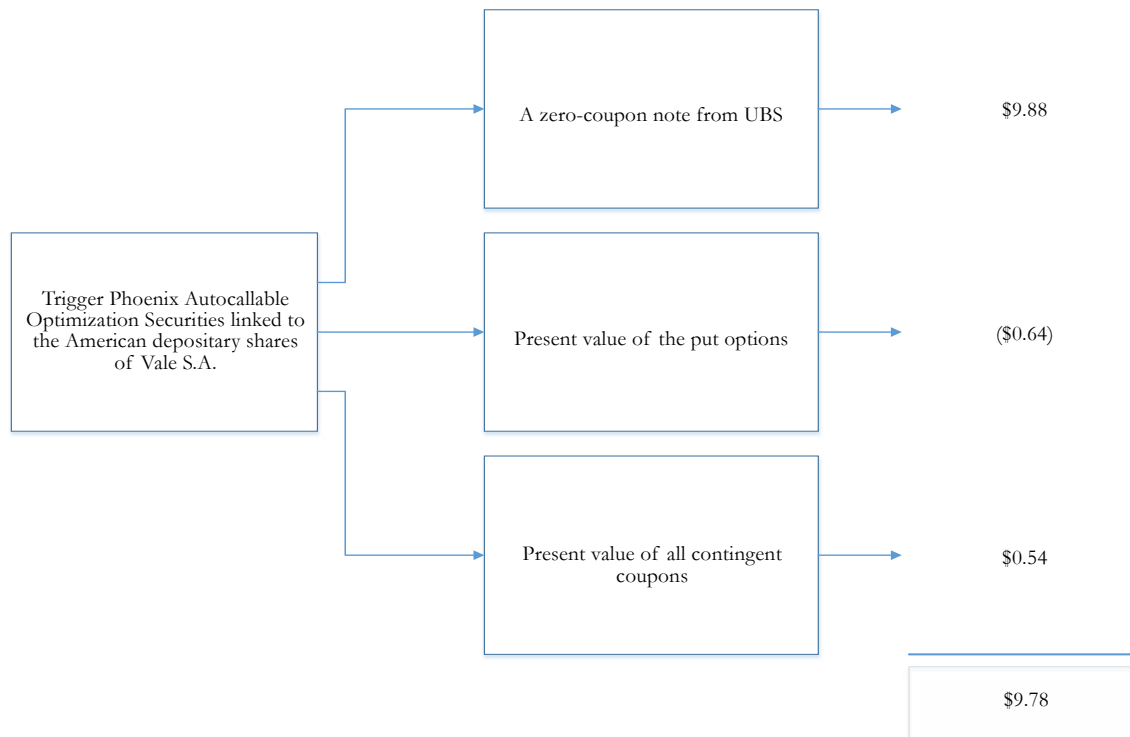 A zero-coupon note from UBS
$9.88
Trigger Phoenix Autocallable
Optimization Securities linked to
the American depositary shares
of Vale S.A.
Present value of the put options
($0.64)
Present value of all contingent
coupons
$0.54
$9.78